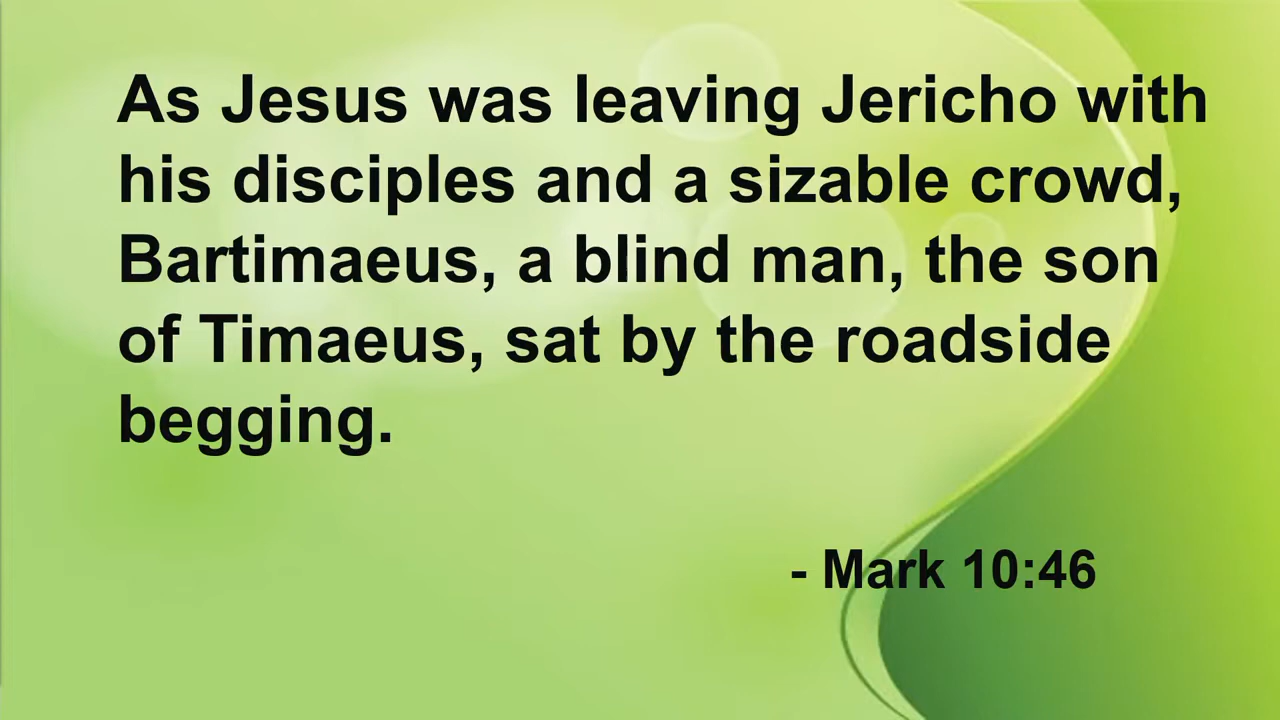 As Jesus was leaving Jericho with
his disciples and a sizable crowd,
Bartimaeus, a blind man, the son
of Timaeus, sat by the roadside
begging.
- Mark 10:46